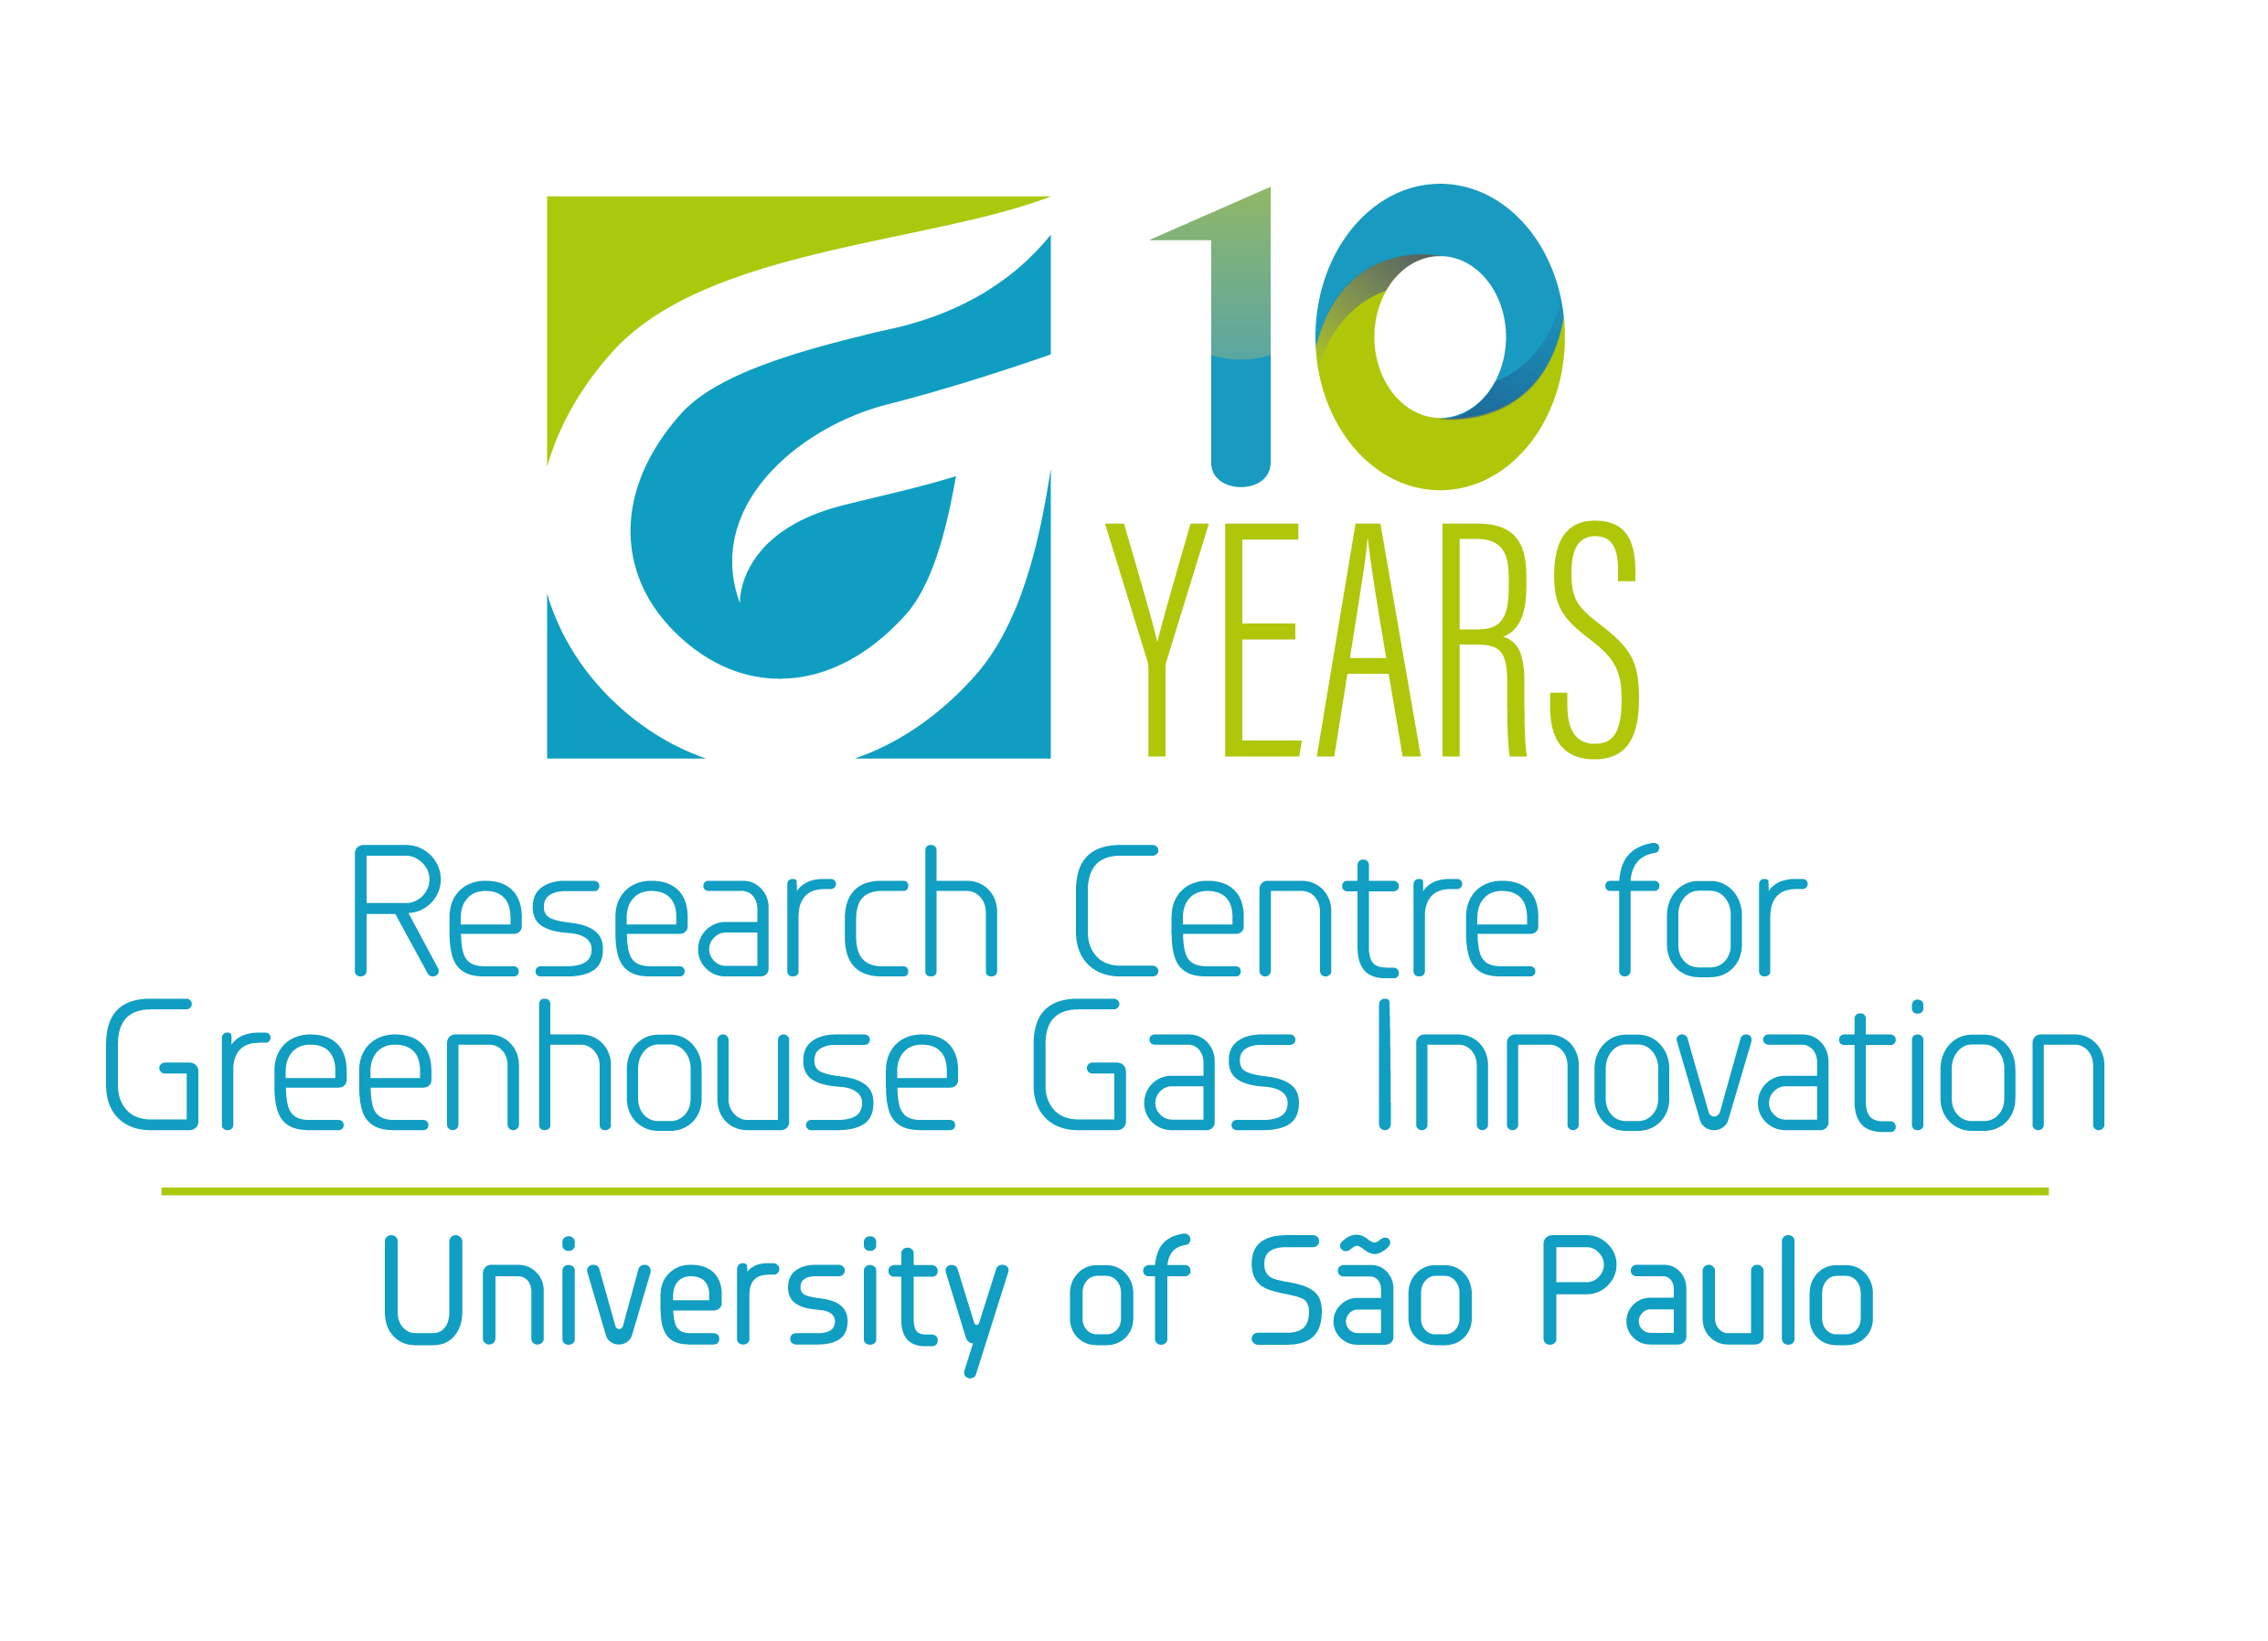 10
YEARS
Research Centre for
Greenhouse Gas Innovation
University of São Paulo